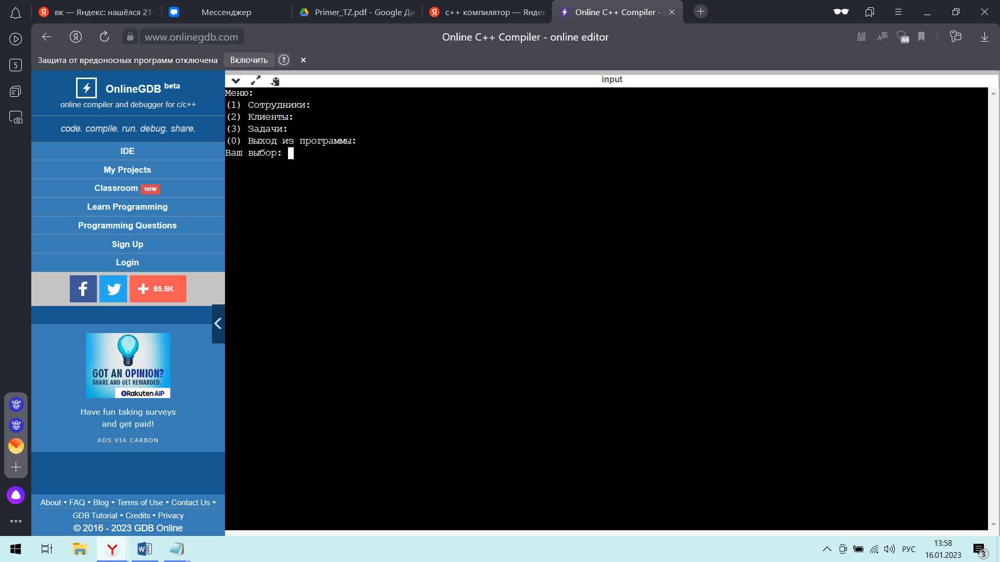 вк — Яндекс: нашёлся 21
Мессенджер
Primer_TZ.pdf - Google Ди
с++ компилятор — Яндек
Online C++ Compiler -
www.onlinegdb.com
Online C++ Compiler - online editor
44
5
Защита от вредоносных программ отключена
Включить
?
OnlineGDB beta
online compiler and debugger for c/c++
code. compile. run. debug. share.
IDE
My Projects
Classroom new
Learn Programming
Programming Questions
Sign Up
Login
85.5K
GOT AN OPINION?
SHARE AND GET REWARDED.
Rakuten AIP
Have fun taking surveys
and get paid!
ADS VIA CARBON
About • FAQ • Blog • Terms of Use • Contact Us •
GDB Tutorial • Credits • Privacy
© 2016 - 2023 GDB Online
input
Меню:
(1) Сотрудники:
(2) Клиенты:
(3) Задачи:
(0) Выход из программы:
Ваш выбор:
РУС
13:58
16.01.2023
3